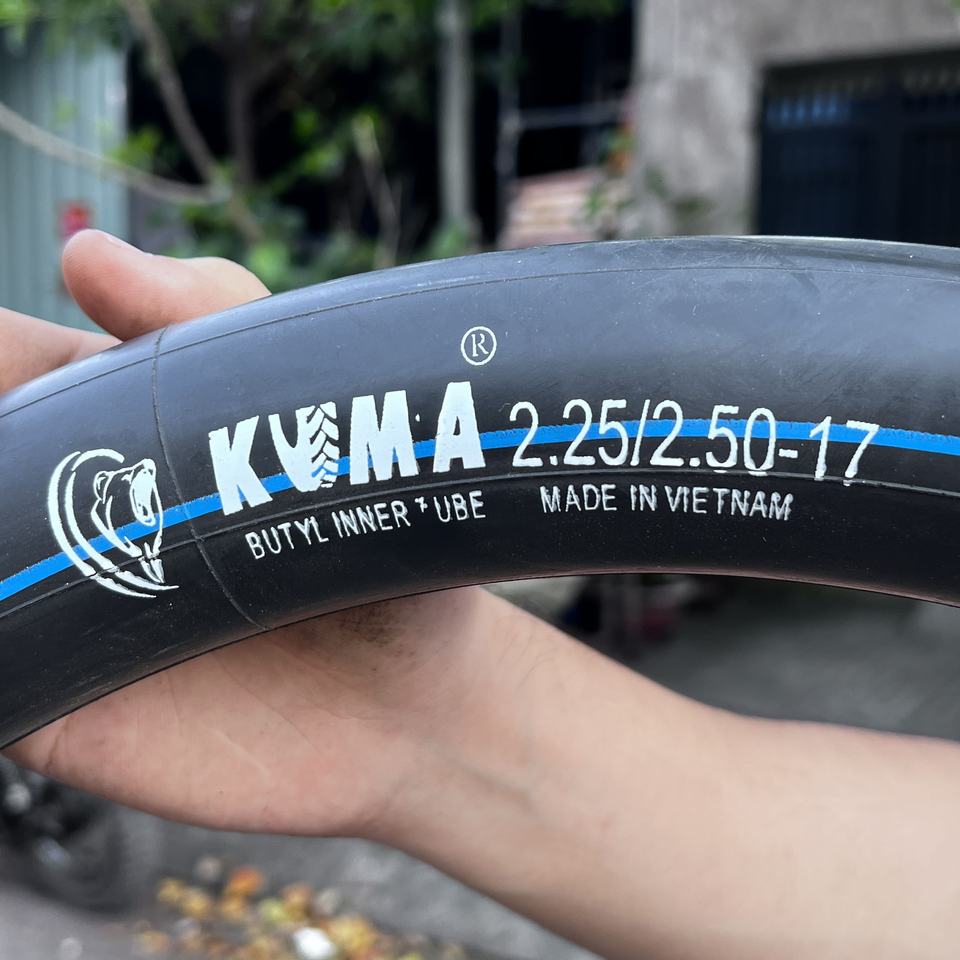 ®
KUMA 2.25/2.50-17
BUTYL INNER TUBE MADE IN VIETNAM